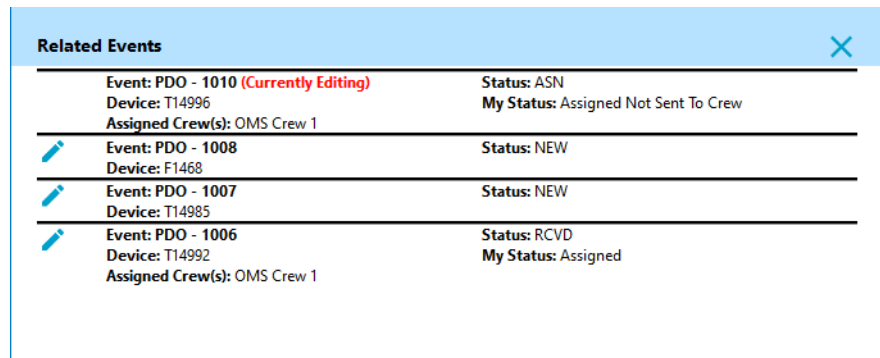 Related Events
Event: PDO - 1010 (Currently Editing) Status: ASN
Device: T14996 My Status: Assigned Not Sent To Crew
Assigned Crew(s): OMS Crew 1
Event: PDO - 1008 Status: NEW
Device: F1468
Event: PDO - 1007 Status: NEW
Device: T14985
Event: PDO - 1006 Status: RCVD
Device: T14992 My Status: Assigned
Assigned Crew(s): OMS Crew 1